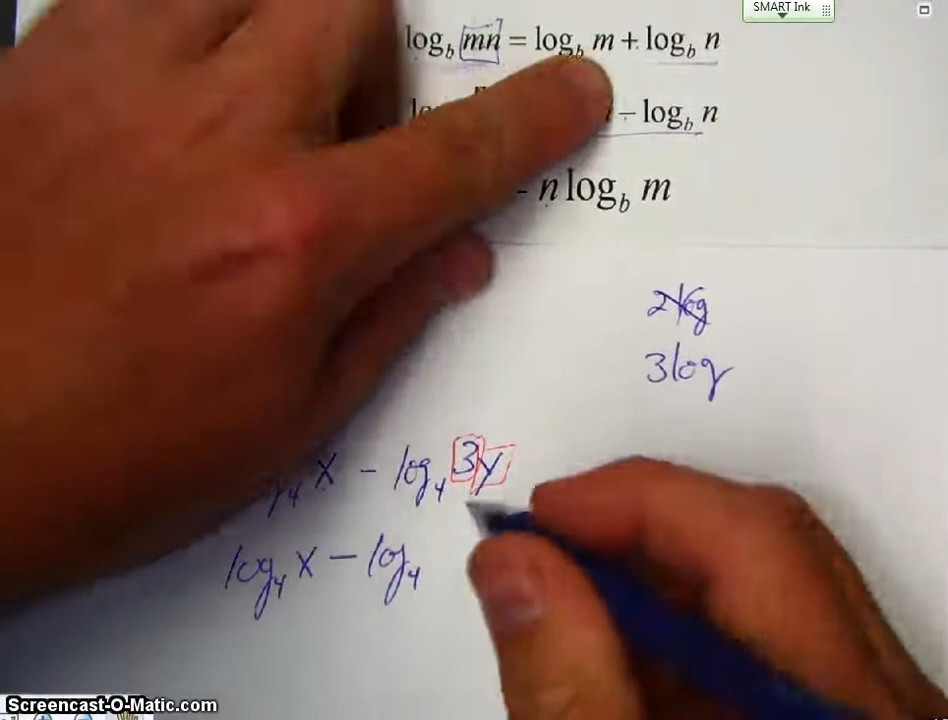 SMART Ink
log_b mn = log_b m + log_b n
− log_b n
n log_b m
2log
3log
x − log_4 3y
log_4 x − log_4
Screencast-O-Matic.com